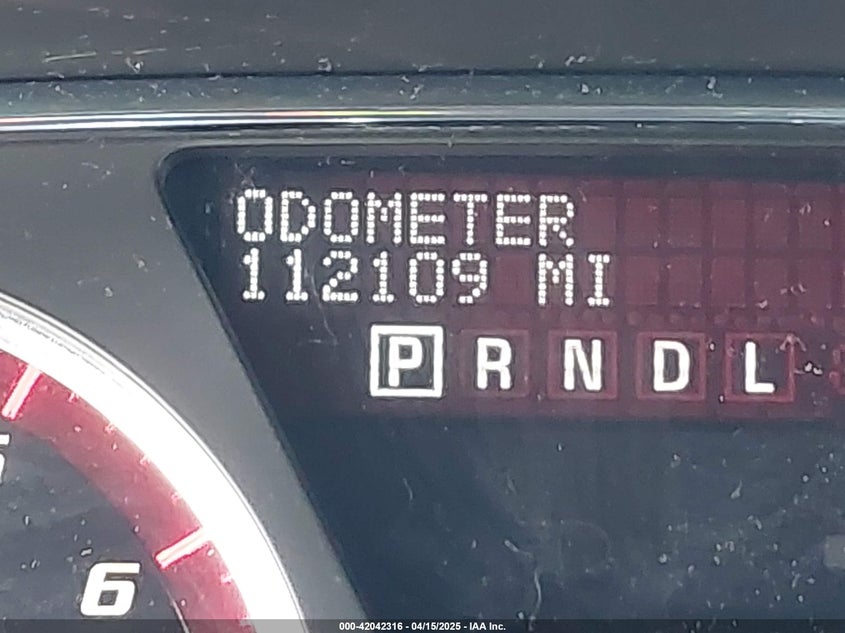 ODOMETER
112109 MI
P R N D L
6
000-42042316 - 04/15/2025 - IAA Inc.